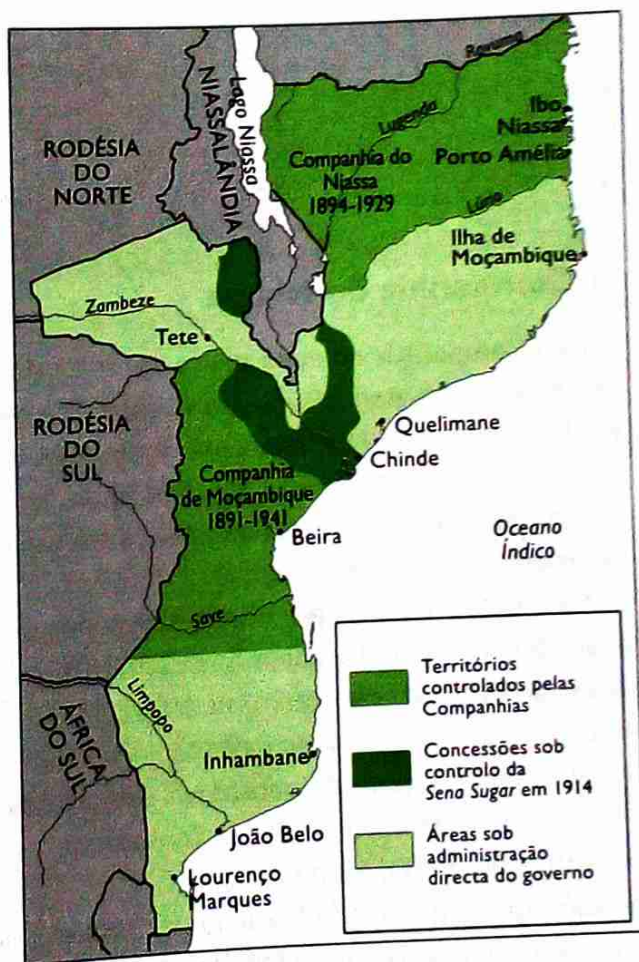 Rovuma
Lago Niassa
NIASSALÂNDIA
Lugenda
Ibo
Niassa
Porto Amélia
RODÉSIA
DO
NORTE
Companhia do
Niassa
1894-1929
Lúrio
Ilha de
Moçambique
Zambeze
Tete
RODÉSIA
DO
SUL
Quelimane
Chinde
Companhia
de Moçambique
1891-1941
Beira
Oceano
Índico
Save
Territórios
controlados pelas
Companhias
Limpopo
ÁFRICA
DO SUL
Inhambane
Concessões sob
controlo da
Sena Sugar em 1914
João Belo
Áreas sob
administração
directa do governo
Lourenço
Marques